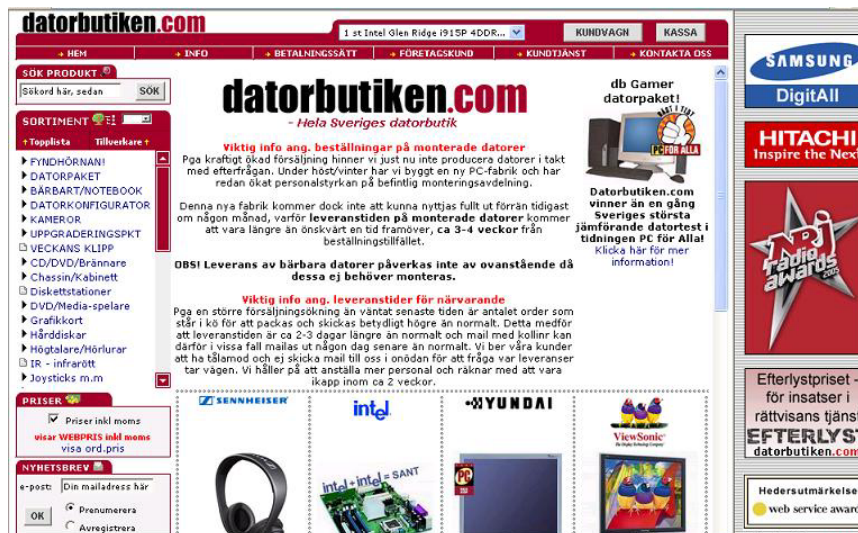 datorbutiken.com
1 st Intel Glen Ridge i915P 4DDR...
KUNDVAGN
KASSA
HEM
INFO
BETALNINGSSÄTT
FÖRETAGSKUND
KUNDTJÄNST
KONTAKTA OSS
SÖK PRODUKT
Sökord här, sedan
SÖK
SORTIMENT
Topplista
Tillverkare
FYNDHÖRNAN!
DATORPAKET
BÄRBART/NOTEBOOK
DATORKONFIGURATOR
KAMEROR
UPPGRADERINGSPKT
VECKANS KLIPP
CD/DVD/Brännare
Chassin/Kabinett
Diskettstationer
DVD/Media-spelare
Grafikkort
Hårddiskar
Högtalare/Hörlurar
IR - infrarött
Joysticks m.m
PRISER
Priser inkl moms
visar WEBPRIS inkl moms
visa ord.pris
NYHETSBREV
e-post:
Din mailadress här
OK
Prenumerera
Avregistrera
datorbutiken.com
- Hela Sveriges datorbutik
Viktig info ang. beställningar på monterade datorer
Pga kraftigt ökad försäljning hinner vi just nu inte producera datorer i takt
med efterfrågan. Under höst/vinter har vi byggt en ny PC-fabrik och har
redan ökat personalstyrkan på befintlig monteringsavdelning.
Denna nya fabrik kommer dock inte att kunna nyttjas fullt ut förrän tidigast
om någon månad, varför leveranstiden på monterade datorer kommer
att vara längre än önskvärt en tid framöver, ca 3-4 veckor från
beställningstillfället.
OBS! Leverans av bärbara datorer påverkas inte av ovanstående då
dessa ej behöver monteras.
Viktig info ang. leveranstider för närvarande
Pga en större försäljningsökning än väntat senaste tiden är antalet order som
står i kö för att packas och skickas betydligt högre än normalt. Detta medför
att leveranstiden är ca 2-3 dagar längre än normalt och mail med kollinr kan
därför i vissa fall mailas ut någon dag senare än normalt. Vi ber våra kunder
att ha tålamod och ej skicka mail till oss i onödan för att fråga var leveranser
tar vägen. Vi håller på att anställa mer personal och räknar med att vara
ikapp inom ca 2 veckor.
db Gamer
datorpaket!
BÄST I TEST
PC FÖR ALLA
Datorbutiken.com
vinner än en gång
Sveriges största
jämförande datortest i
tidningen PC för Alla!
Klicka här för mer
information!
SENNHEISER
intel
HYUNDAI
ViewSonic
intel + intel = SANT
PC
SAMSUNG
DigitAll
HITACHI
Inspire the Nex
NRJ
radio
awards
2005
Efterlystpriset -
för insatser i
rättvisans tjänst
EFTERLYST
datorbutiken.com
Hedersutmärkelse
web service award